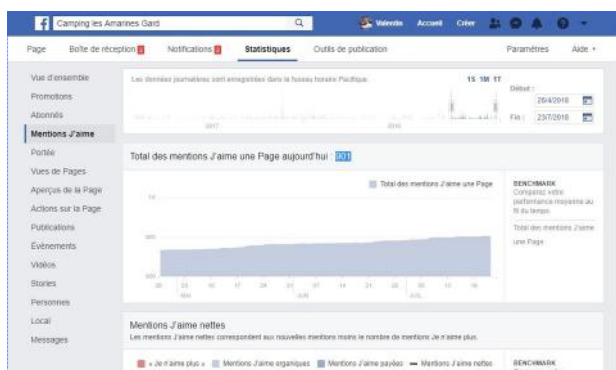 Camping les Amarines Gard
Valentin Accueil Créer
Page Boîte de réception Notifications Statistiques Outils de publication Paramètres Aide
Vue d'ensemble
Promotions
Abonnés
Mentions J'aime
Portée
Vues de Pages
Aperçus de la Page
Actions sur la Page
Publications
Évènements
Vidéos
Stories
Personnes
Local
Messages
Les données journalières sont enregistrées dans le fuseau horaire Pacifique.
1S 1M 1T
Début :
26/4/2018
Fin :
23/7/2018
2017 2018
Total des mentions J'aime une Page aujourd'hui : 901
Total des mentions J'aime une Page
BENCHMARK
Comparez votre
performance moyenne au
fil du temps.
Total des mentions J'aime
une Page
Mentions J'aime nettes
Les mentions J'aime nettes correspondent aux nouvelles mentions moins le nombre de mentions Je n'aime plus.
« Je n'aime plus » Mentions J'aime organiques Mentions J'aime payées Mentions J'aime nettes
BENCHMARK